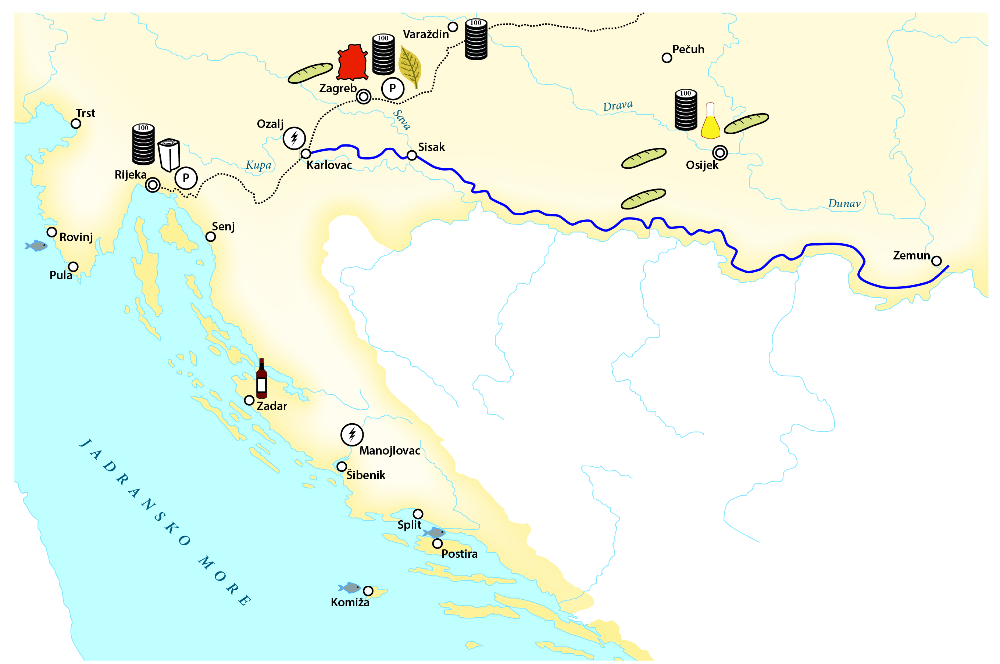 100
Varaždin
100
Pečuh
Zagreb
P
100
Drava
Trst
Sava
Ozalj
100
Sisak
Rijeka
P
Kupa
Karlovac
Osijek
Dunav
Senj
Rovinj
Zemun
Pula
Zadar
Manojlovac
Šibenik
JADRANSKO MORE
Split
Postira
Komiža